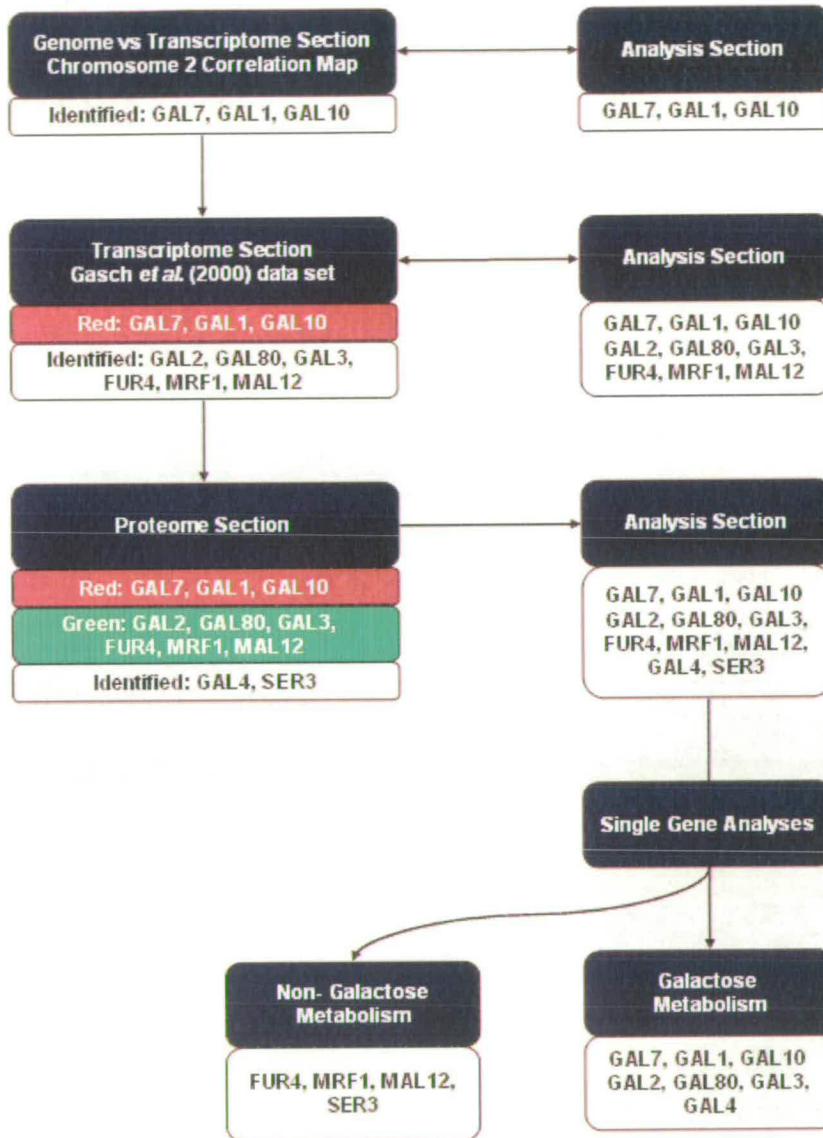 Genome vs Transcriptome Section
Chromosome 2 Correlation Map
Identified: GAL7, GAL1, GAL10
Analysis Section
GAL7, GAL1, GAL10
Transcriptome Section
Gasch et al. (2000) data set
Red: GAL7, GAL1, GAL10
Identified: GAL2, GAL80, GAL3,
FUR4, MRF1, MAL12
Analysis Section
GAL7, GAL1, GAL10
GAL2, GAL80, GAL3,
FUR4, MRF1, MAL12
Proteome Section
Red: GAL7, GAL1, GAL10
Green: GAL2, GAL80, GAL3,
FUR4, MRF1, MAL12
Identified: GAL4, SER3
Analysis Section
GAL7, GAL1, GAL10
GAL2, GAL80, GAL3,
FUR4, MRF1, MAL12,
GAL4, SER3
Single Gene Analyses
Non- Galactose
Metabolism
FUR4, MRF1, MAL12,
SER3
Galactose
Metabolism
GAL7, GAL1, GAL10
GAL2, GAL80, GAL3,
GAL4